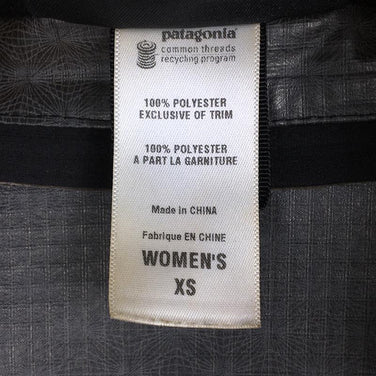 patagonia
common threads
recycling program
100% POLYESTER
EXCLUSIVE OF TRIM
100% POLYESTER
A PART LA GARNITURE
Made in CHINA
Fabrique EN CHINE
WOMEN'S
XS